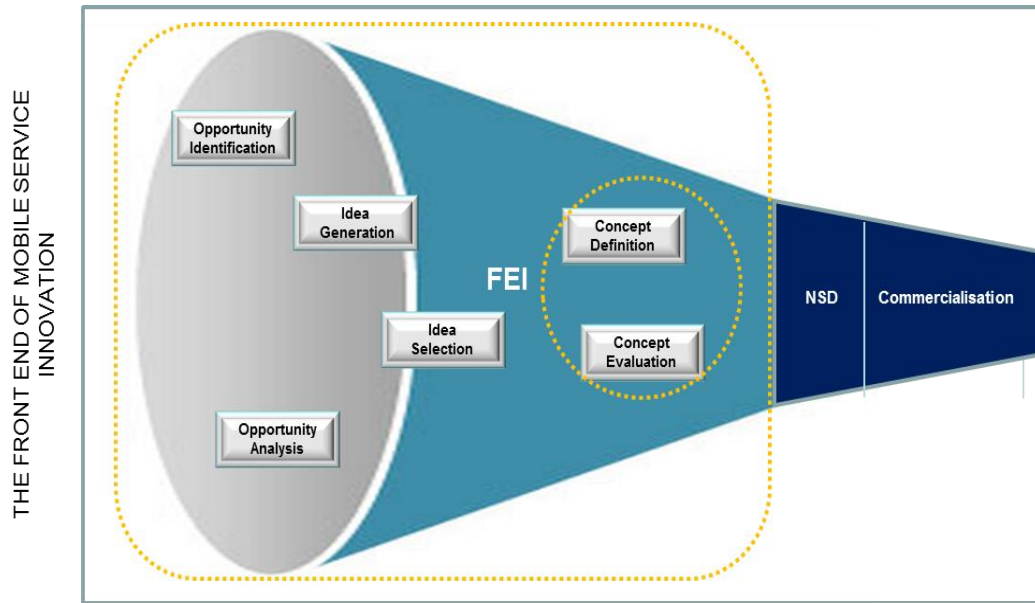 THE FRONT END OF MOBILE SERVICE
INNOVATION
Opportunity
Identification
Idea
Generation
Concept
Definition
FEI
NSD
Commercialisation
Idea
Selection
Concept
Evaluation
Opportunity
Analysis